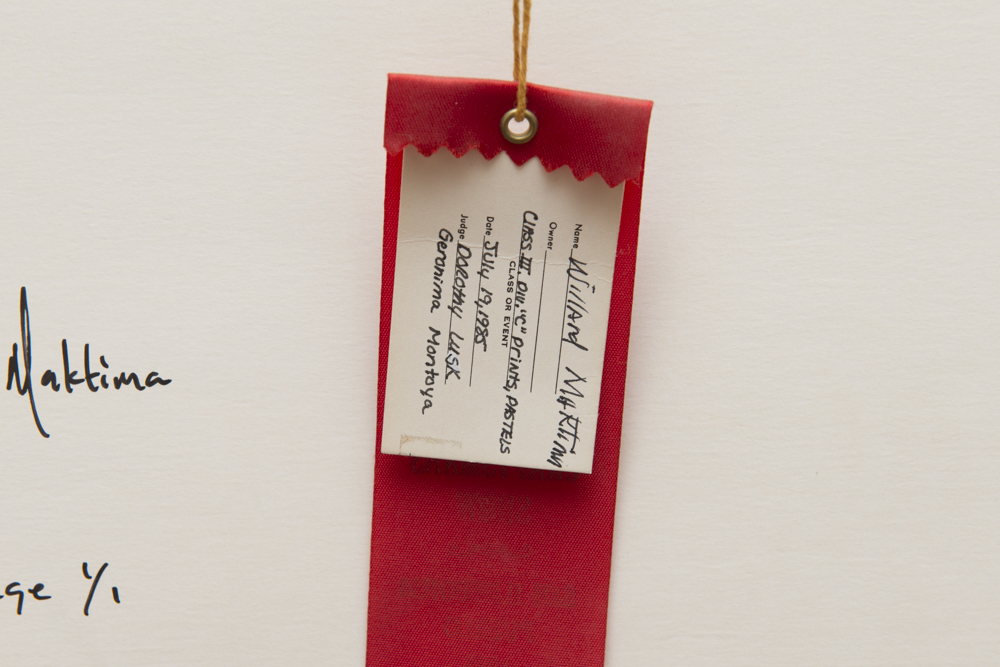 Maktima
ge 1/1
Name Willard Maktima
Owner
CLASS III. DIV. "C" PRINTS, PASTELS
CLASS OR EVENT
Date July 19, 1985
Judge DOROTHY LUSK
Geronima Montoya